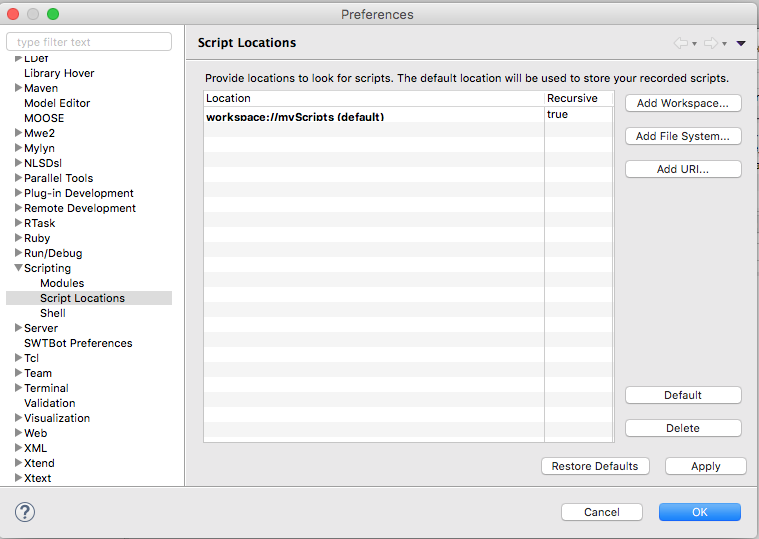 Preferences
type filter text
LDef
Library Hover
Maven
Model Editor
MOOSE
Mwe2
Mylyn
NLSDsl
Parallel Tools
Plug-in Development
Remote Development
RTask
Ruby
Run/Debug
Scripting
Modules
Script Locations
Shell
Server
SWTBot Preferences
Tcl
Team
Terminal
Validation
Visualization
Web
XML
Xtend
Xtext
Script Locations
Provide locations to look for scripts. The default location will be used to store your recorded scripts.
Location Recursive
workspace://myScripts (default) true
Add Workspace...
Add File System...
Add URI...
Default
Delete
Restore Defaults Apply
? Cancel OK